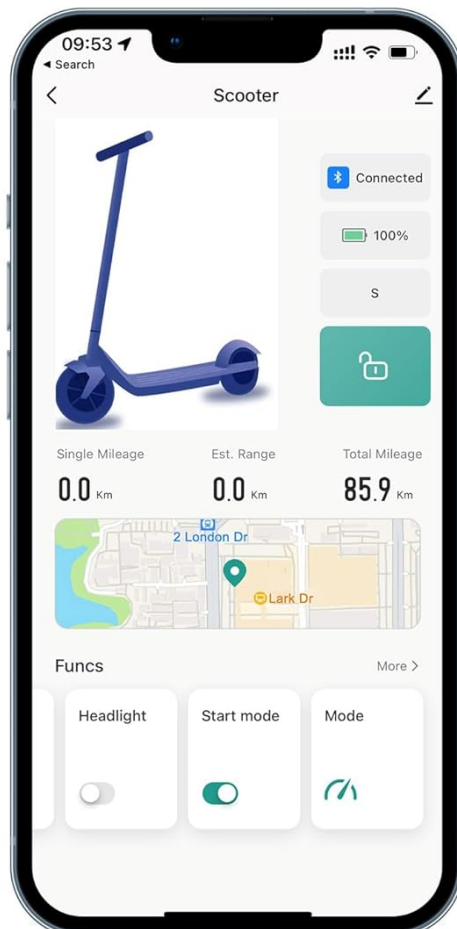 09:53
Search
Scooter
Connected
100%
S
Single Mileage
Est. Range
Total Mileage
0.0 Km
0.0 Km
85.9 Km
2 London Dr
Lark Dr
Funcs
More
Headlight
Start mode
Mode